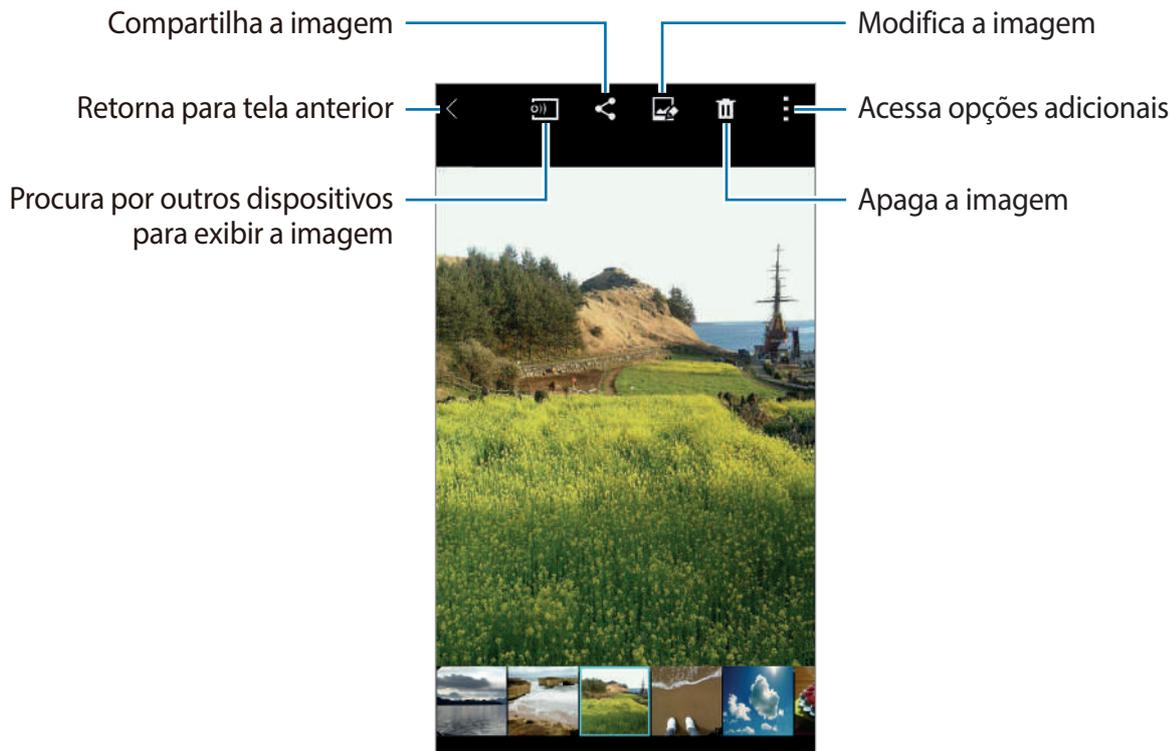 Compartilha a imagem
Modifica a imagem
Retorna para tela anterior
Acessa opções adicionais
Procura por outros dispositivos
para exibir a imagem
Apaga a imagem